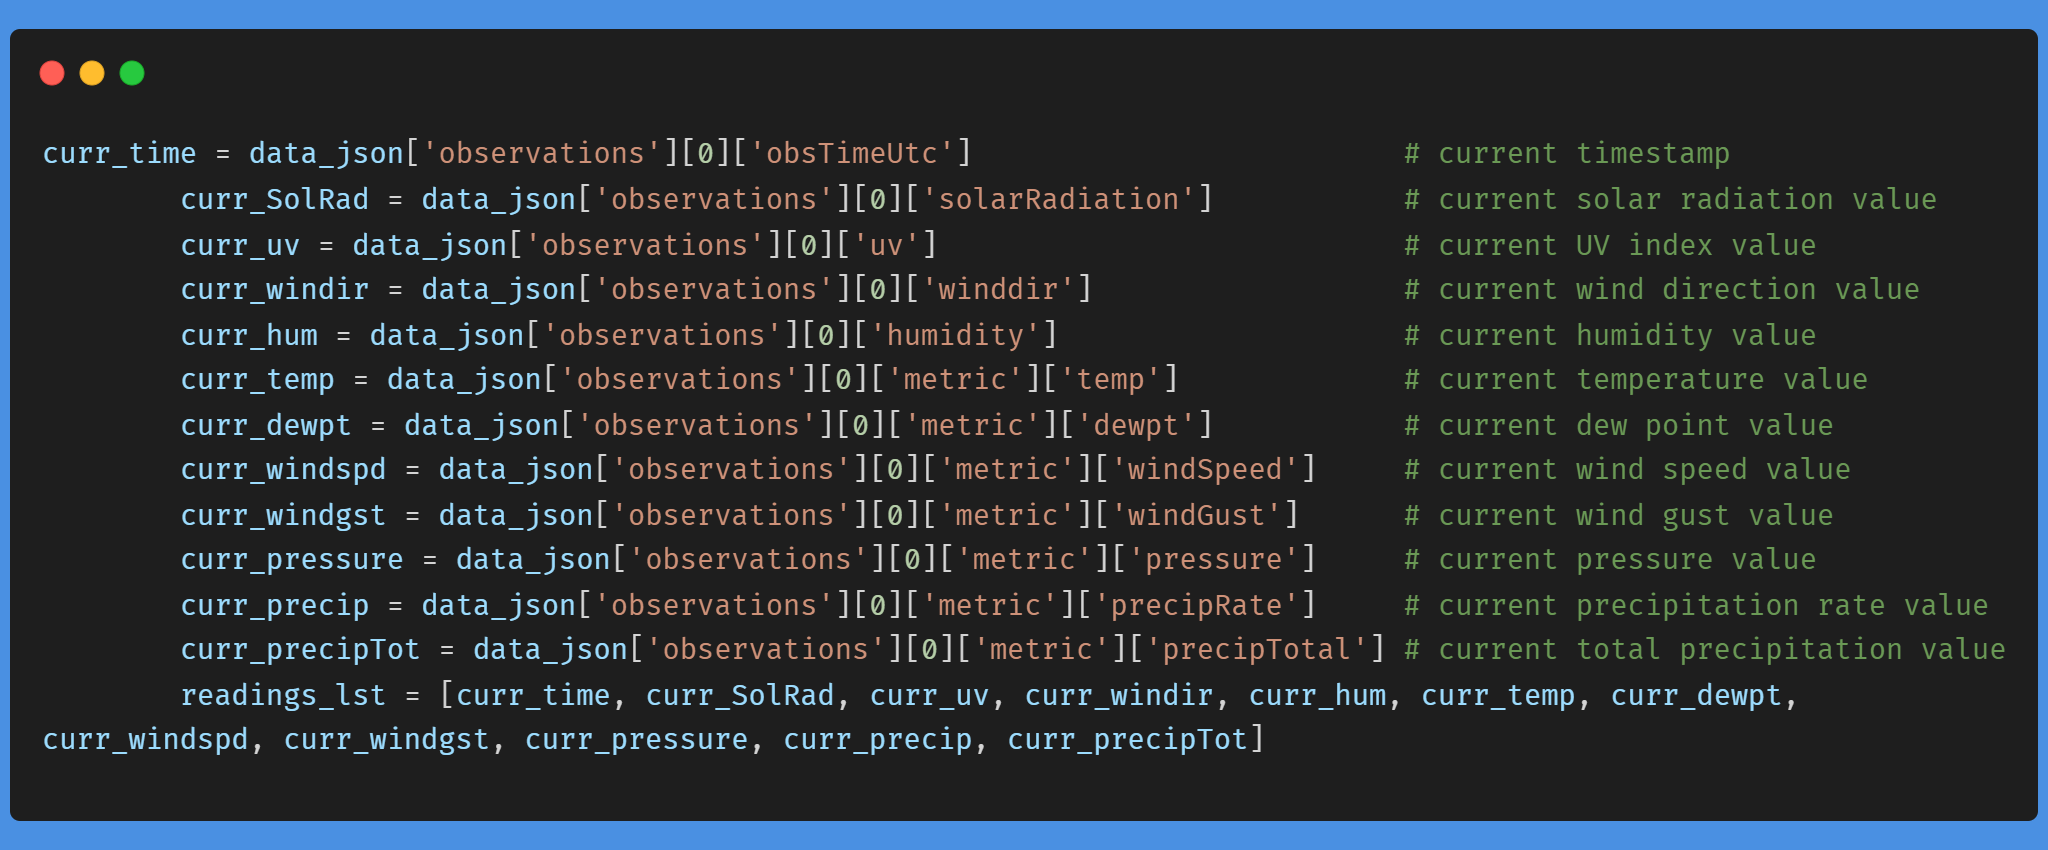 curr_time = data_json['observations'][0]['obsTimeUtc']                         # current timestamp
        curr_SolRad = data_json['observations'][0]['solarRadiation']           # current solar radiation value
        curr_uv = data_json['observations'][0]['uv']                           # current UV index value
        curr_windir = data_json['observations'][0]['winddir']                  # current wind direction value
        curr_hum = data_json['observations'][0]['humidity']                    # current humidity value
        curr_temp = data_json['observations'][0]['metric']['temp']             # current temperature value
        curr_dewpt = data_json['observations'][0]['metric']['dewpt']           # current dew point value
        curr_windspd = data_json['observations'][0]['metric']['windSpeed']     # current wind speed value
        curr_windgst = data_json['observations'][0]['metric']['windGust']      # current wind gust value
        curr_pressure = data_json['observations'][0]['metric']['pressure']     # current pressure value
        curr_precip = data_json['observations'][0]['metric']['precipRate']     # current precipitation rate value
        curr_precipTot = data_json['observations'][0]['metric']['precipTotal'] # current total precipitation value
        readings_lst = [curr_time, curr_SolRad, curr_uv, curr_windir, curr_hum, curr_temp, curr_dewpt,
curr_windspd, curr_windgst, curr_pressure, curr_precip, curr_precipTot]